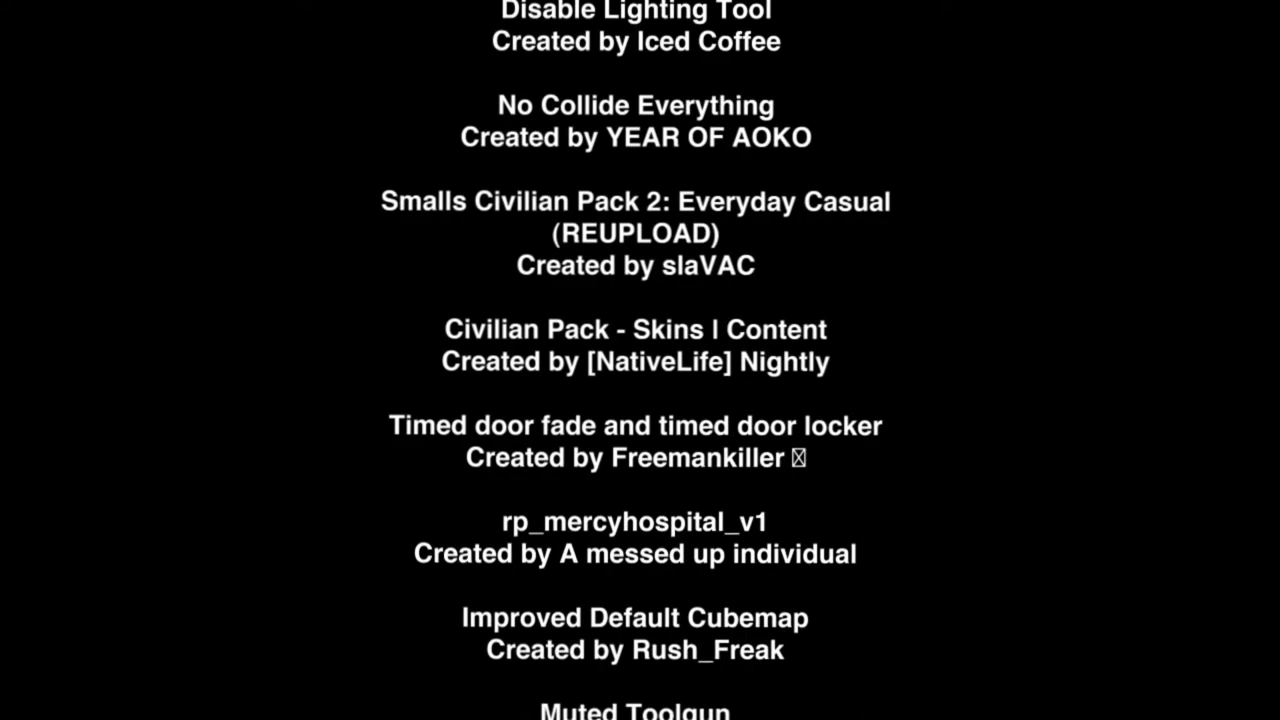 Disable Lighting Tool
Created by Iced Coffee
No Collide Everything
Created by YEAR OF AOKO
Smalls Civilian Pack 2: Everyday Casual
(REUPLOAD)
Created by slaVAC
Civilian Pack - Skins | Content
Created by [NativeLife] Nightly
Timed door fade and timed door locker
Created by Freemankiller
rp_mercyhospital_v1
Created by A messed up individual
Improved Default Cubemap
Created by Rush_Freak
Muted Toolgun